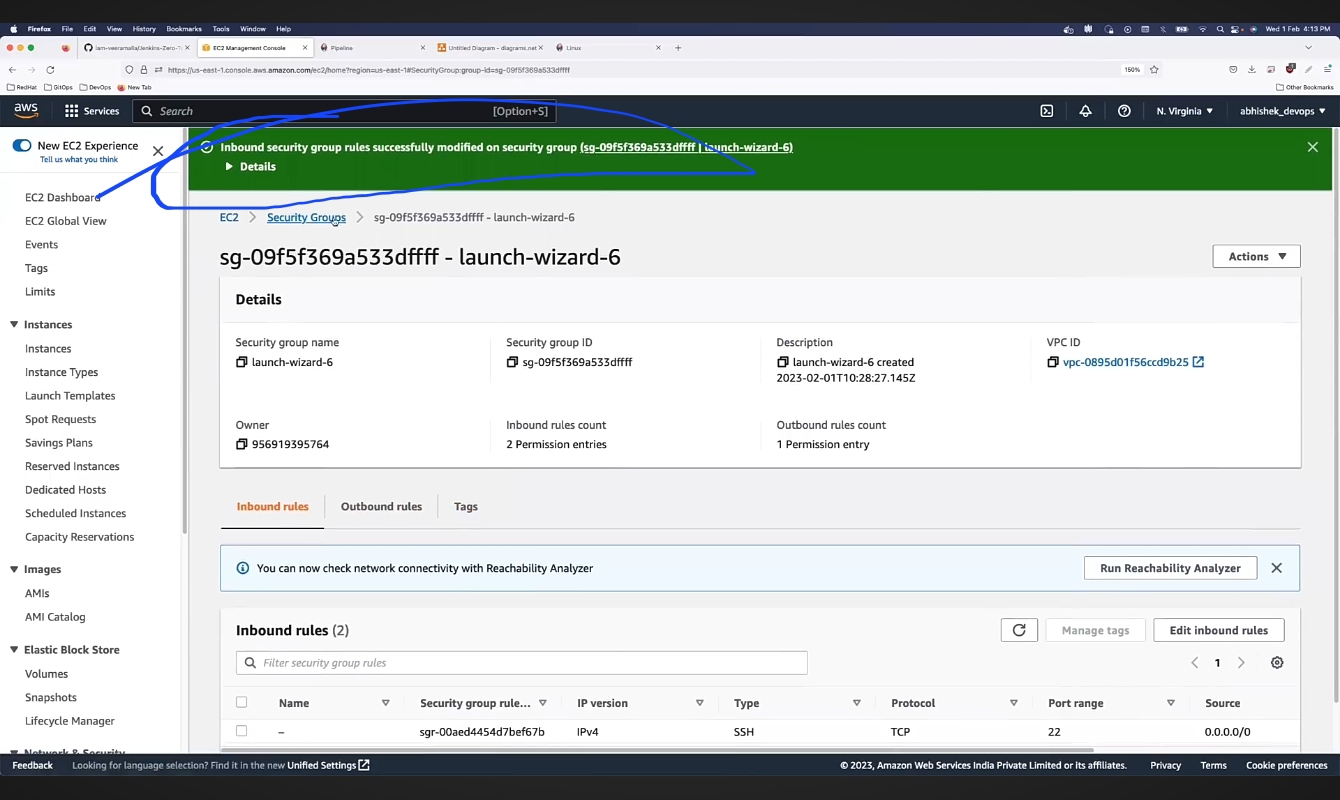 Firefox File Edit View History Bookmarks Tools Window Help Wed 1 Feb 4:13 PM
iam-veeramalla/Jenkins-Zero-T EC2 Management Console Pipeline Untitled Diagram - diagrams.net Linux
https://us-east-1.console.aws.amazon.com/ec2/home?region=us-east-1#SecurityGroup:group-id=sg-09f5f369a533dffff 150%
RedHat GitOps DevOps New Tab Other Bookmarks
aws Services Search [Option+S] N. Virginia abhishek_devops
New EC2 Experience
Tell us what you think
EC2 Dashboard
EC2 Global View
Events
Tags
Limits
Instances
Instances
Instance Types
Launch Templates
Spot Requests
Savings Plans
Reserved Instances
Dedicated Hosts
Scheduled Instances
Capacity Reservations
Images
AMIs
AMI Catalog
Elastic Block Store
Volumes
Snapshots
Lifecycle Manager
Network & Security
Inbound security group rules successfully modified on security group (sg-09f5f369a533dffff | launch-wizard-6)
Details
EC2 Security Groups sg-09f5f369a533dffff - launch-wizard-6
sg-09f5f369a533dffff - launch-wizard-6 Actions
Details
Security group name Security group ID Description VPC ID
launch-wizard-6 sg-09f5f369a533dffff launch-wizard-6 created vpc-0895d01f56ccd9b25
2023-02-01T10:28:27.145Z
Owner Inbound rules count Outbound rules count
956919395764 2 Permission entries 1 Permission entry
Inbound rules Outbound rules Tags
You can now check network connectivity with Reachability Analyzer Run Reachability Analyzer
Inbound rules (2) Manage tags Edit inbound rules
Filter security group rules 1
Name Security group rule... IP version Type Protocol Port range Source
– sgr-00aed4454d7bef67b IPv4 SSH TCP 22 0.0.0.0/0
Feedback Looking for language selection? Find it in the new Unified Settings © 2023, Amazon Web Services India Private Limited or its affiliates. Privacy Terms Cookie preferences